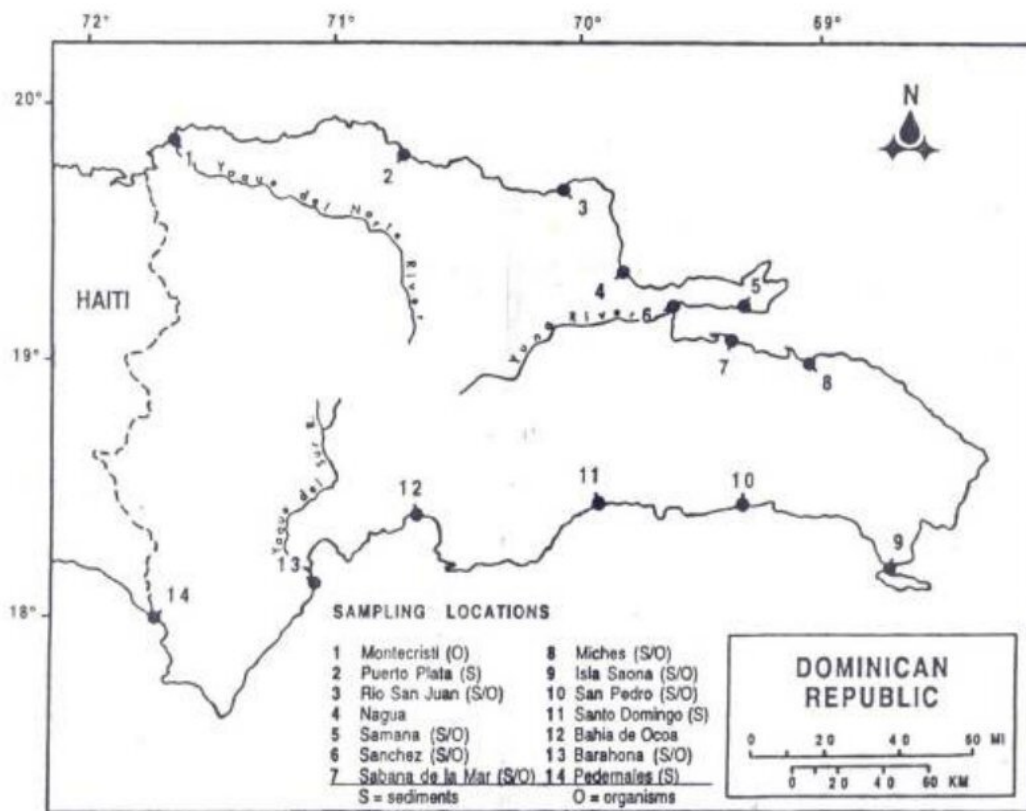 72° 71° 70° 69°
20°
N
1
2
3
Yaque del Norte River
4
5
HAITI
6
Yuna River
19°
7
8
Yaque del Sur R.
12
11
10
9
13
18°
14
SAMPLING LOCATIONS
1 Montecristi (O)
2 Puerto Plata (S)
3 Rio San Juan (S/O)
4 Nagua
5 Samana (S/O)
6 Sanchez (S/O)
7 Sabana de la Mar (S/O)
8 Miches (S/O)
9 Isla Saona (S/O)
10 San Pedro (S/O)
11 Santo Domingo (S)
12 Bahia de Ocoa
13 Barahona (S/O)
14 Pedernales (S)
S = sediments O = organisms
DOMINICAN
REPUBLIC
0 20 40 60 MI
0 20 40 60 KM